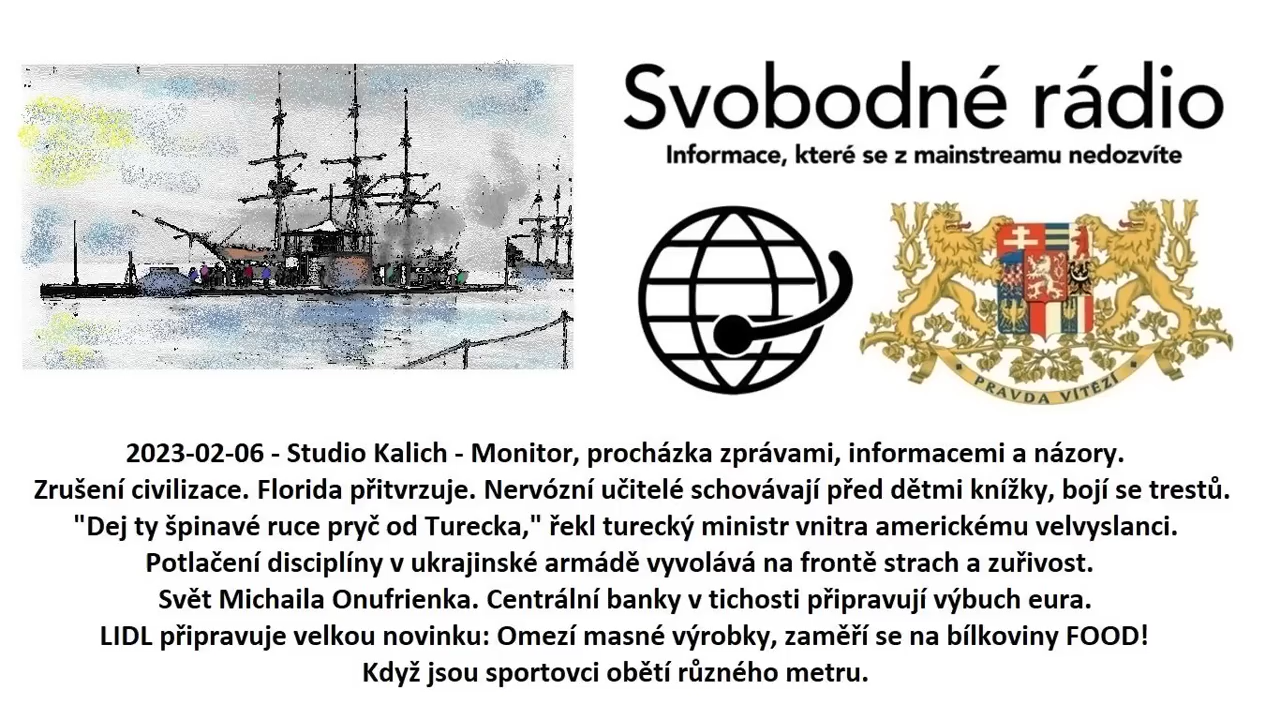 Svobodné rádio
Informace, které se z mainstreamu nedozvíte
PRAVDA VÍTĚZÍ
2023-02-06 - Studio Kalich - Monitor, procházka zprávami, informacemi a názory.
Zrušení civilizace. Florida přitvrzuje. Nervózní učitelé schovávají před dětmi knížky, bojí se trestů.
"Dej ty špinavé ruce pryč od Turecka," řekl turecký ministr vnitra americkému velvyslanci.
Potlačení disciplíny v ukrajinské armádě vyvolává na frontě strach a zuřivost.
Svět Michaila Onufrienka. Centrální banky v tichosti připravují výbuch eura.
LIDL připravuje velkou novinku: Omezí masné výrobky, zaměří se na bílkoviny FOOD!
Když jsou sportovci obětí různého metru.